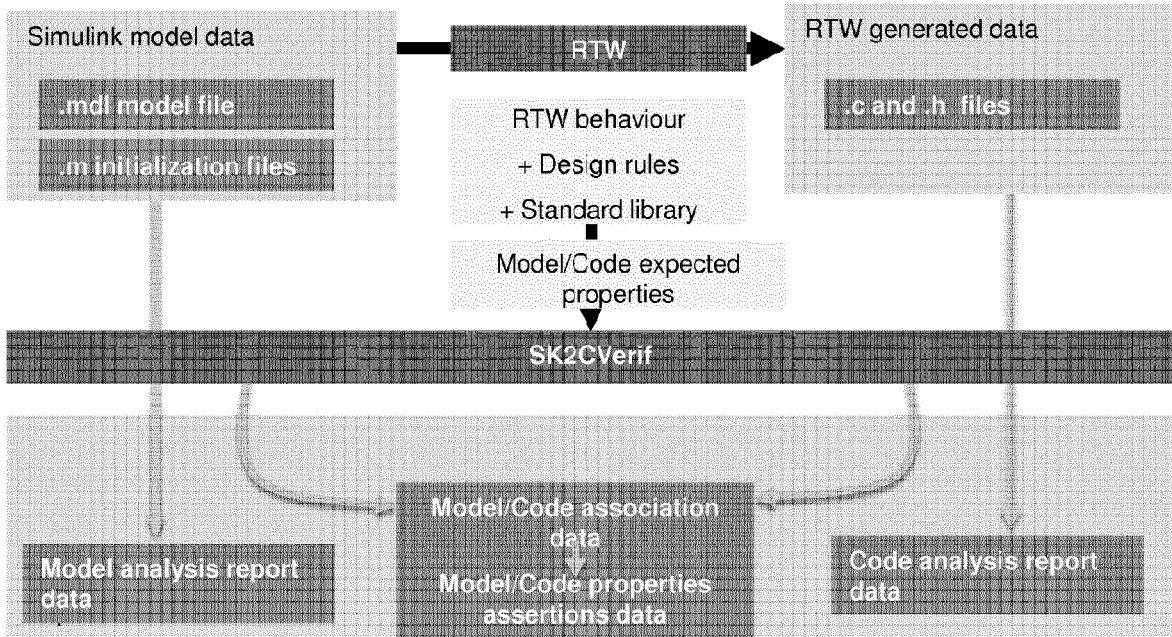 Simulink model data
.mdl model file
.m initialization files
RTW
RTW generated data
.c and .h files
RTW behaviour
+ Design rules
+ Standard library
Model/Code expected
properties
SK2CVerif
Model analysis report
data
Model/Code association
data
Model/Code properties
assertions data
Code analysis report
data